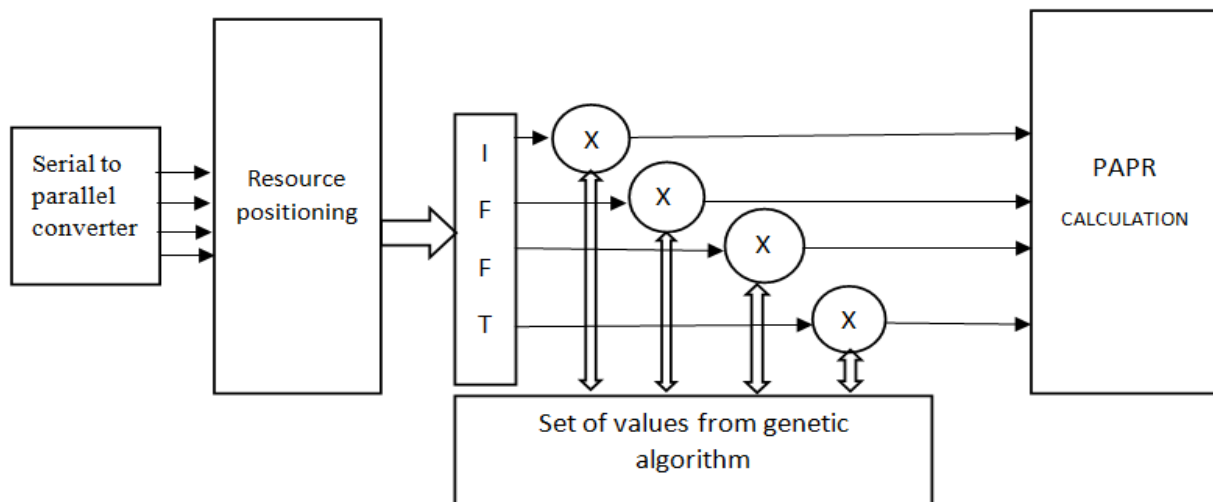 Serial to
parallel
converter
Resource
positioning
I
F
F
T
X
X
X
X
PAPR
CALCULATION
Set of values from genetic
algorithm